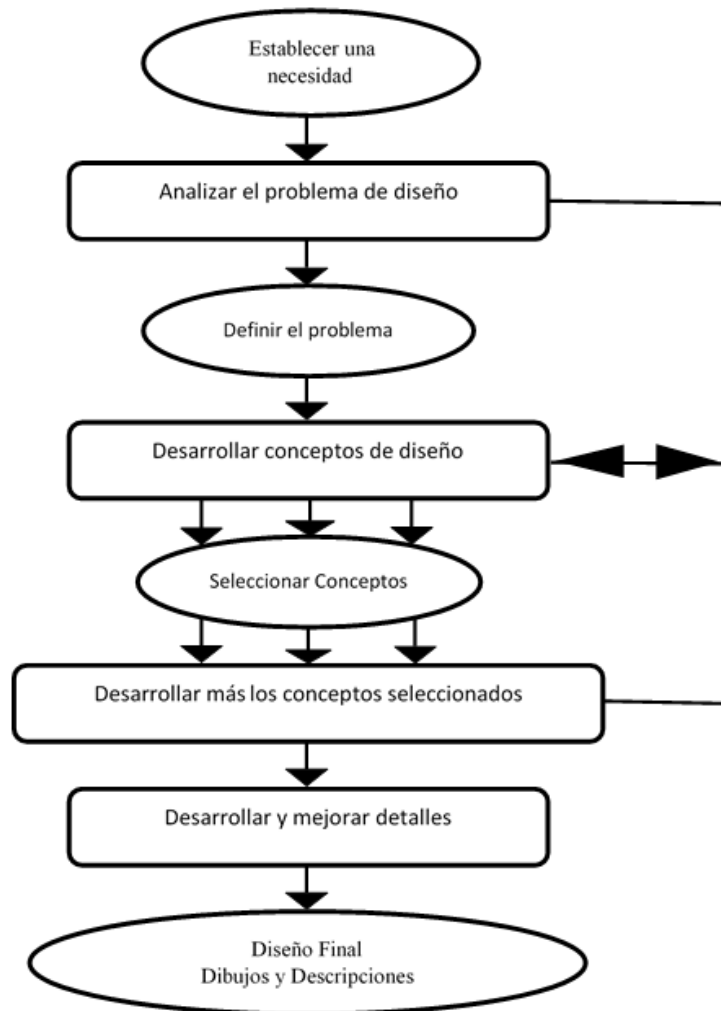 Establecer una
necesidad
Analizar el problema de diseño
Definir el problema
Desarrollar conceptos de diseño
Seleccionar Conceptos
Desarrollar más los conceptos seleccionados
Desarrollar y mejorar detalles
Diseño Final
Dibujos y Descripciones